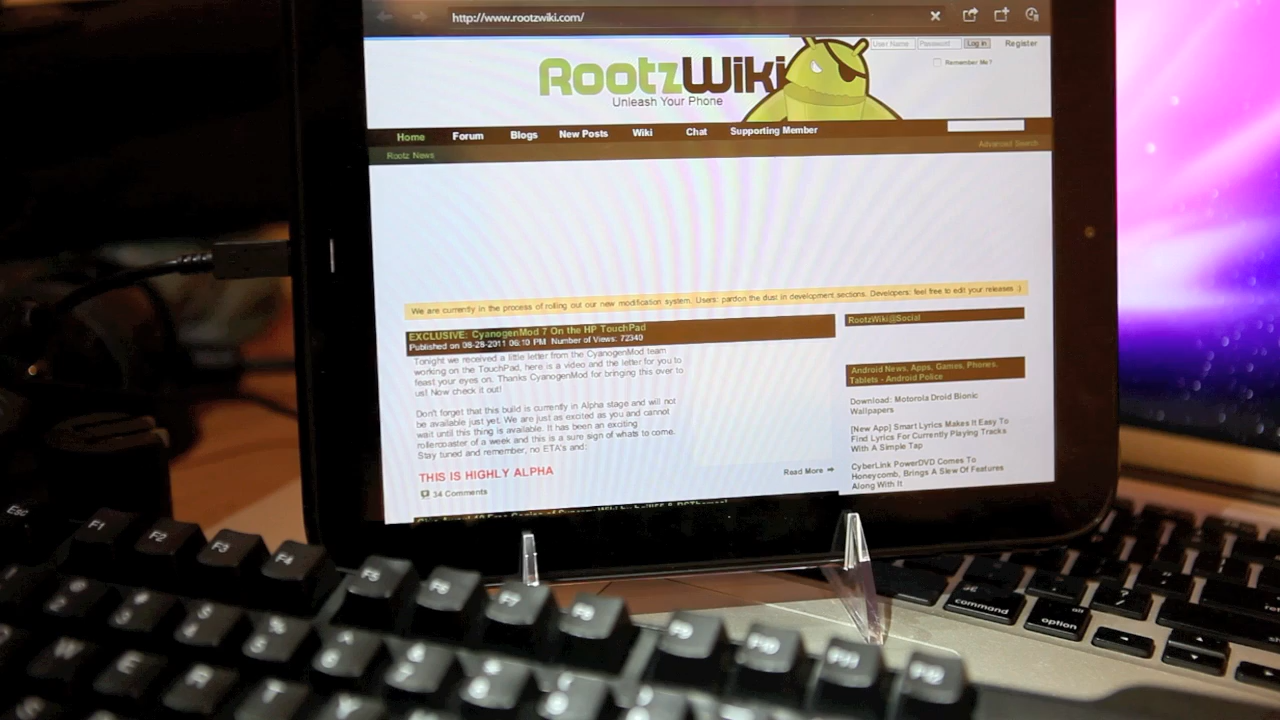 http://www.rootzwiki.com/
User Name Password Log in Register
Remember Me?
RootzWiki
Unleash Your Phone
Home Forum Blogs New Posts Wiki Chat Supporting Member
Rootz News
Advanced Search
We are currently in the process of rolling out our new modification system. Users: pardon the dust in development sections. Developers: feel free to edit your releases :)
EXCLUSIVE: CyanogenMod 7 On the HP TouchPad
Published on 08-28-2011 06:10 PM Number of Views: 72340
Tonight we received a little letter from the CyanogenMod team
working on the TouchPad, here is a video and the letter for you to
feast your eyes on. Thanks CyanogenMod for bringing this over to
us! Now check it out!
Don't forget that this build is currently in Alpha stage and will not
be available just yet. We are just as excited as you and cannot
wait until this thing is available. It has been an exciting
rollercoaster of a week and this is a sure sign of whats to come.
Stay tuned and remember, no ETA's and:
THIS IS HIGHLY ALPHA
34 Comments
Read More
RootzWiki@Social
Android News, Apps, Games, Phones,
Tablets - Android Police
Download: Motorola Droid Bionic
Wallpapers
[New App] Smart Lyrics Makes It Easy To
Find Lyrics For Currently Playing Tracks
With A Simple Tap
CyberLink PowerDVD Comes To
Honeycomb, Brings A Slew Of Features
Along With It
Esc F1 F2 F3 F4 F5 F6 F7 F8 F9 F10 F11 F12
W E R T Y
command
alt
option